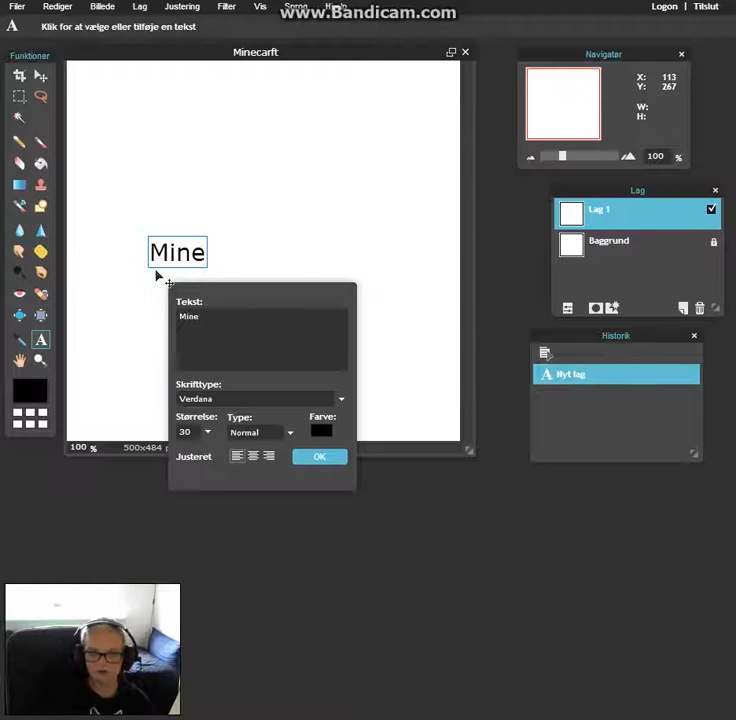 Filer Rediger Billede Lag Justering Filter Vis Sprog Hjælp Logon | Tilslut
www.Bandicam.com
A Klik for at vælge eller tilføje en tekst
Funktioner
Minecarft
Navigatør
X: 113
Y: 267
W:
H:
100 %
Lag
Lag 1
Baggrund
Historik
A Nyt lag
Mine
Tekst:
Mine
Skrifttype:
Verdana
Størrelse: Type: Farve:
30 Normal
Justeret OK
A
100 % 500x484